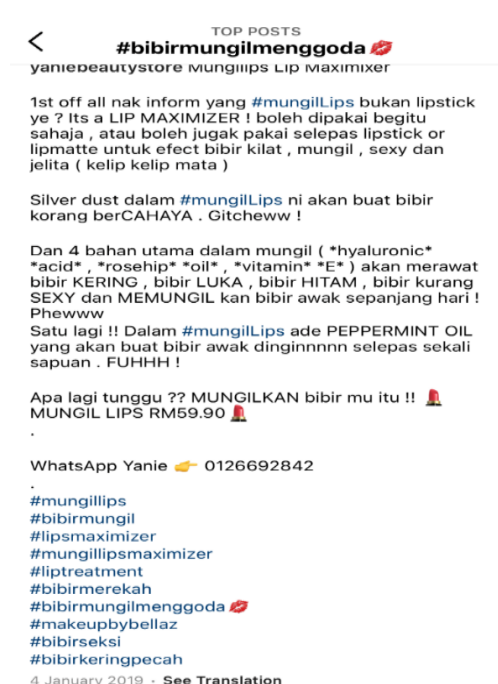 TOP POSTS
#bibirmungilmenggoda 💋
yaniebeautystore Mungillips Lip Maximixer
1st off all nak inform yang #mungilLips bukan lipstick
ye ? Its a LIP MAXIMIZER ! boleh dipakai begitu
sahaja , atau boleh jugak pakai selepas lipstick or
lipmatte untuk efect bibir kilat , mungil , sexy dan
jelita ( kelip kelip mata )
Silver dust dalam #mungilLips ni akan buat bibir
korang berCAHAYA . Gitcheww !
Dan 4 bahan utama dalam mungil ( *hyaluronic*
*acid* , *rosehip* *oil* , *vitamin* *E* ) akan merawat
bibir KERING , bibir LUKA , bibir HITAM , bibir kurang
SEXY dan MEMUNGIL kan bibir awak sepanjang hari !
Phewww
Satu lagi !! Dalam #mungilLips ade PEPPERMINT OIL
yang akan buat bibir awak dinginnnnn selepas sekali
sapuan . FUHHH !
Apa lagi tunggu ?? MUNGILKAN bibir mu itu !! 🚨
MUNGIL LIPS RM59.90 🚨
.
WhatsApp Yanie 👉 0126692842
.
#mungillips
#bibirmungil
#lipsmaximizer
#mungillipsmaximizer
#liptreatment
#bibirmerekah
#bibirmungilmenggoda 💋
#makeupbybellaz
#bibirseksi
#bibirkeringpecah
4 January 2019 · See Translation